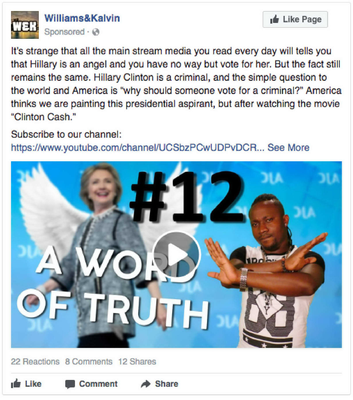 WEK
Williams&Kalvin
Sponsored ·
Like Page
It's strange that all the main stream media you read every day will tells you
that Hillary is an angel and you have no way but vote for her. But the fact still
remains the same. Hillary Clinton is a criminal, and the simple question to
the world and America is "why should someone vote for a criminal?" America
thinks we are painting this presidential aspirant, but after watching the movie
"Clinton Cash."
Subscribe to our channel:
https://www.youtube.com/channel/UCSbzPCwUDPvDCR... See More
#12
A WORD
OF TRUTH
22 Reactions 8 Comments 12 Shares
Like Comment Share